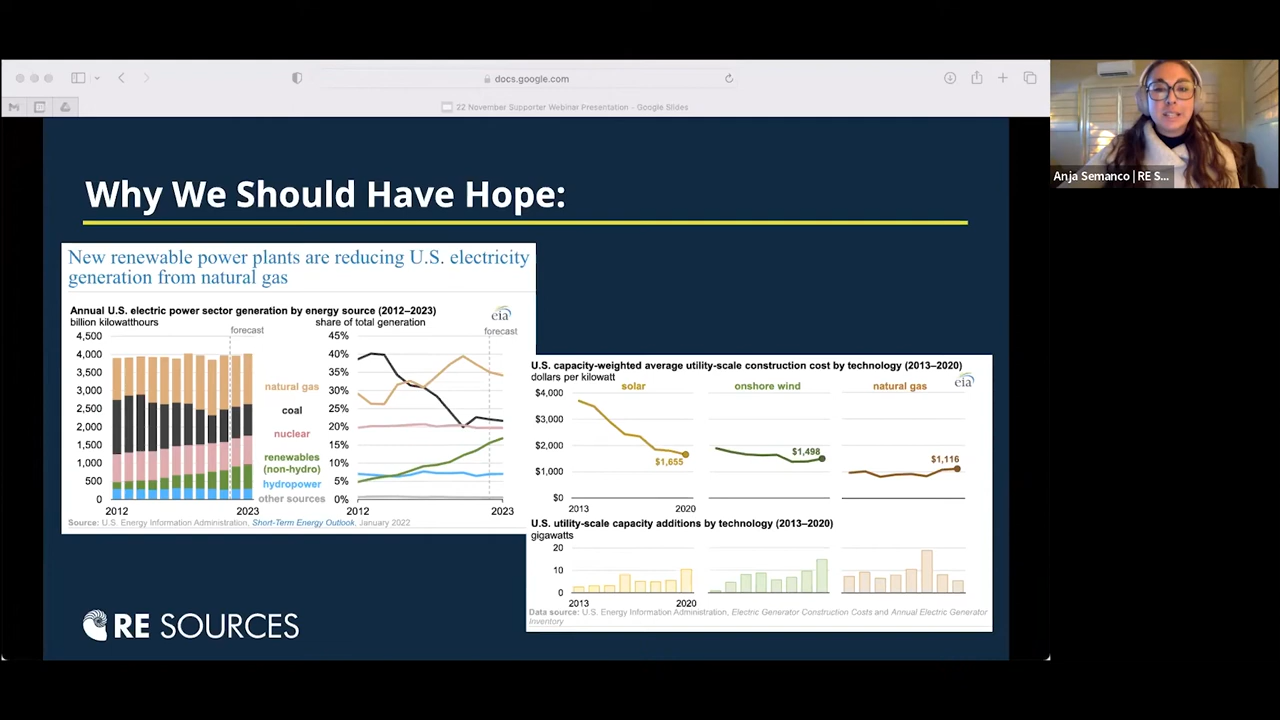 docs.google.com
22 November Supporter Webinar Presentation - Google Slides
Anja Semanco | RE S...
Why We Should Have Hope:
New renewable power plants are reducing U.S. electricity
generation from natural gas
Annual U.S. electric power sector generation by energy source (2012–2023)
billion kilowatthours
share of total generation
eia
forecast
forecast
4,500
4,000
3,500
3,000
2,500
2,000
1,500
1,000
500
0
2012
2023
natural gas
coal
nuclear
renewables
(non-hydro)
hydropower
other sources
45%
40%
35%
30%
25%
20%
15%
10%
5%
0%
2012
2023
Source: U.S. Energy Information Administration, Short-Term Energy Outlook, January 2022
U.S. capacity-weighted average utility-scale construction cost by technology (2013–2020)
dollars per kilowatt
eia
solar
onshore wind
natural gas
$4,000
$3,000
$2,000
$1,000
$0
$1,655
$1,498
$1,116
2013
2020
U.S. utility-scale capacity additions by technology (2013–2020)
gigawatts
20
10
0
2013
2020
Data source: U.S. Energy Information Administration, Electric Generator Construction Costs and Annual Electric Generator
Inventory
RE SOURCES